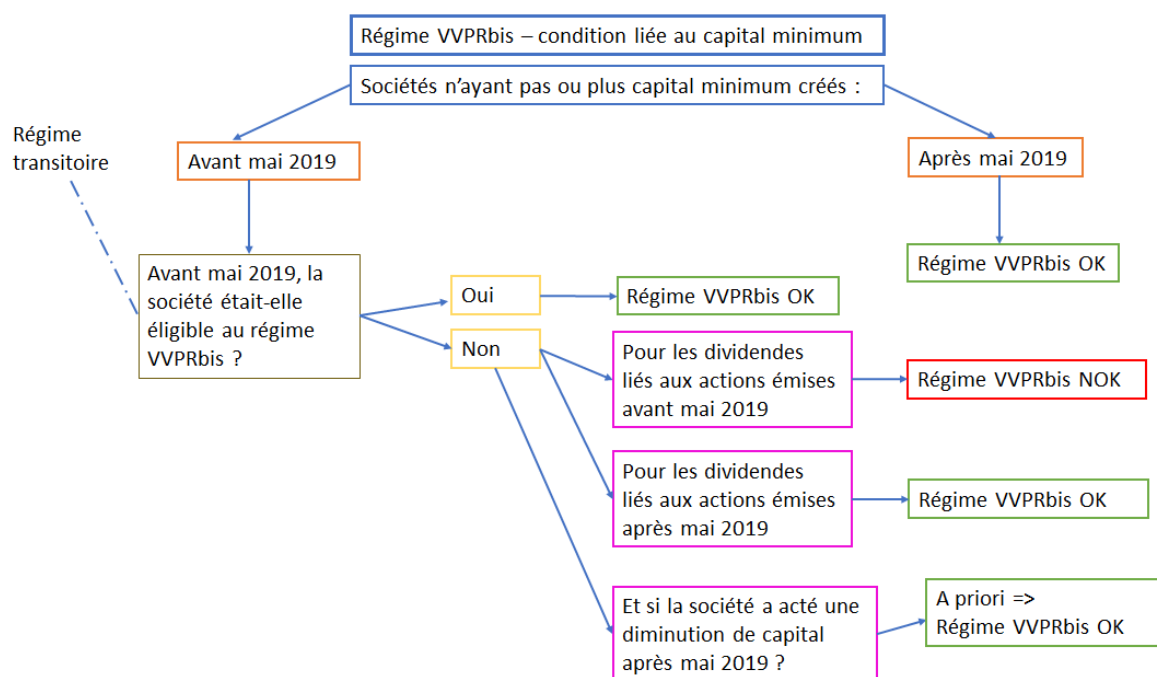 Régime VVPRbis – condition liée au capital minimum
Sociétés n'ayant pas ou plus capital minimum créés :
Régime
transitoire
Avant mai 2019
Après mai 2019
Avant mai 2019, la
société était-elle
éligible au régime
VVPRbis ?
Régime VVPRbis OK
Oui
Régime VVPRbis OK
Non
Pour les dividendes
liés aux actions émises
avant mai 2019
Régime VVPRbis NOK
Pour les dividendes
liés aux actions émises
après mai 2019
Régime VVPRbis OK
Et si la société a acté une
diminution de capital
après mai 2019 ?
A priori =>
Régime VVPRbis OK